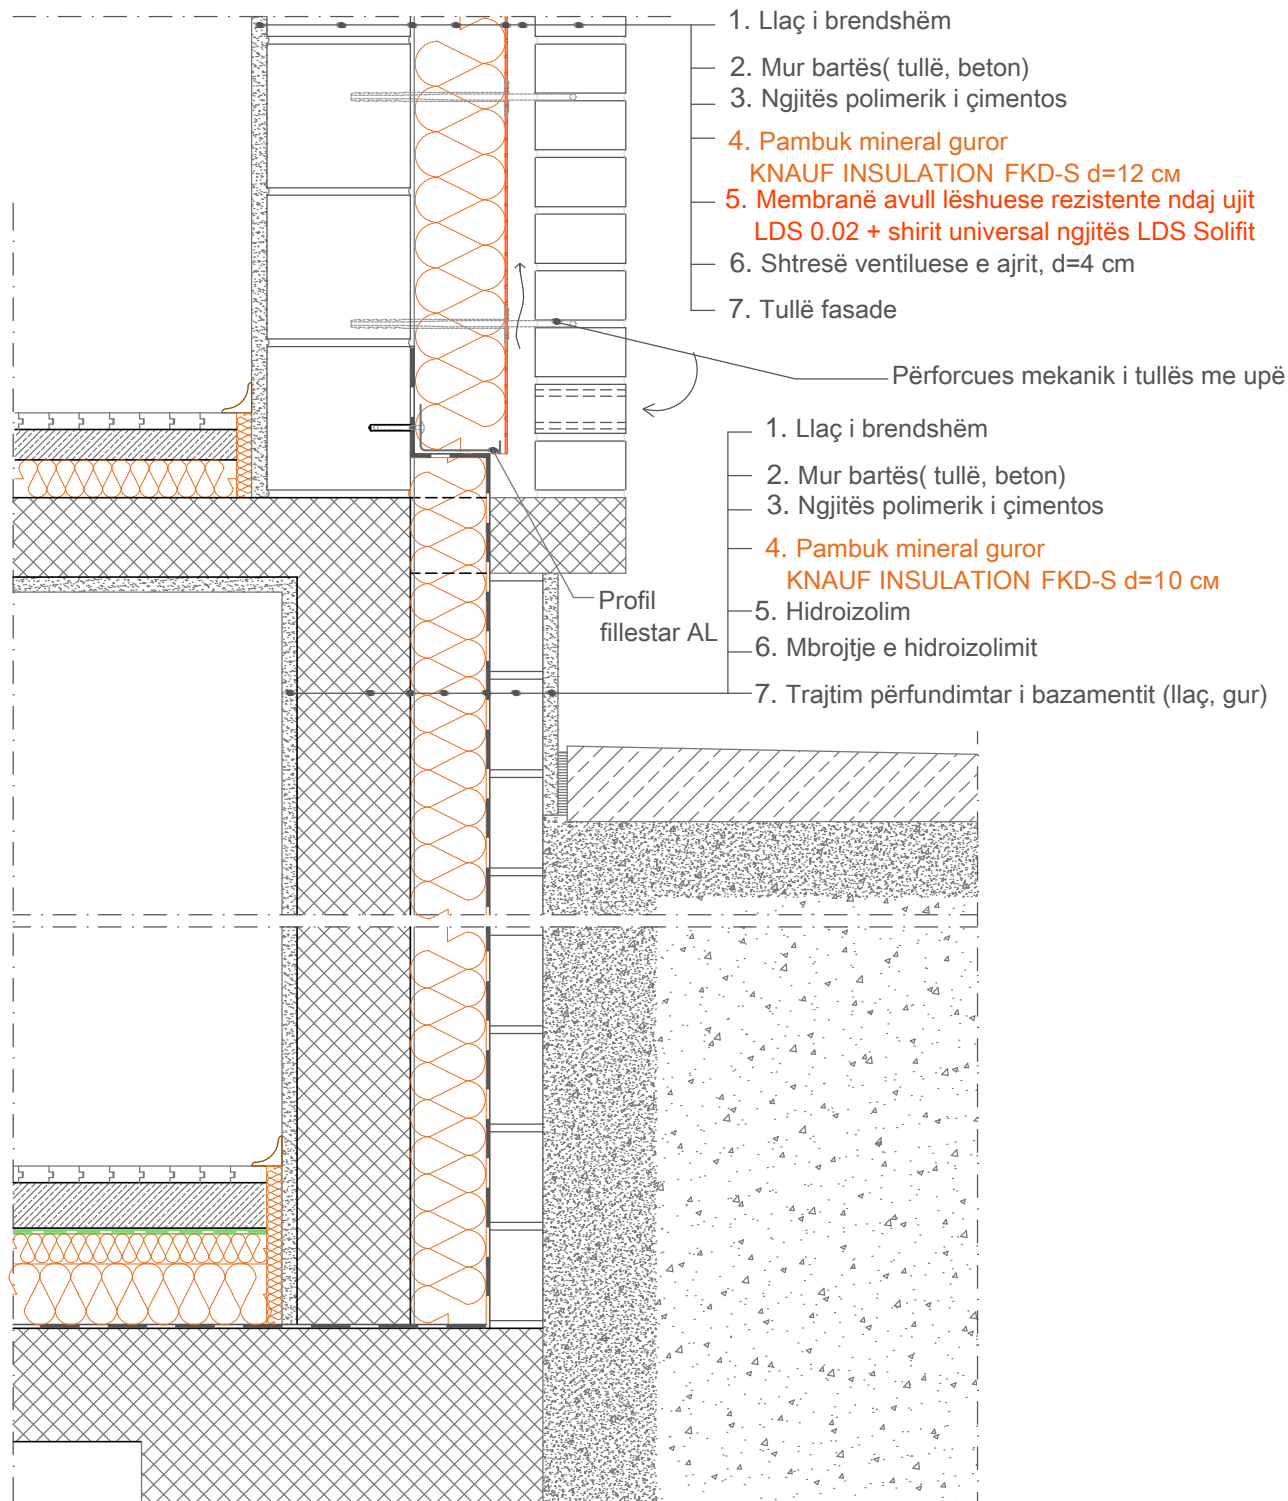 1. Llaç i brendshëm
2. Mur bartës( tullë, beton)
3. Ngjitës polimerik i çimentos
4. Pambuk mineral guror
KNAUF INSULATION FKD-S d=12 см
5. Membranë avull lëshuese rezistente ndaj ujit
LDS 0.02 + shirit universal ngjitës LDS Solifit
6. Shtresë ventiluese e ajrit, d=4 cm
7. Tullë fasade
Përforcues mekanik i tullës me upë
1. Llaç i brendshëm
2. Mur bartës( tullë, beton)
3. Ngjitës polimerik i çimentos
4. Pambuk mineral guror
KNAUF INSULATION FKD-S d=10 см
5. Hidroizolim
6. Mbrojtje e hidroizolimit
7. Trajtim përfundimtar i bazamentit (llaç, gur)
Profil
fillestar AL